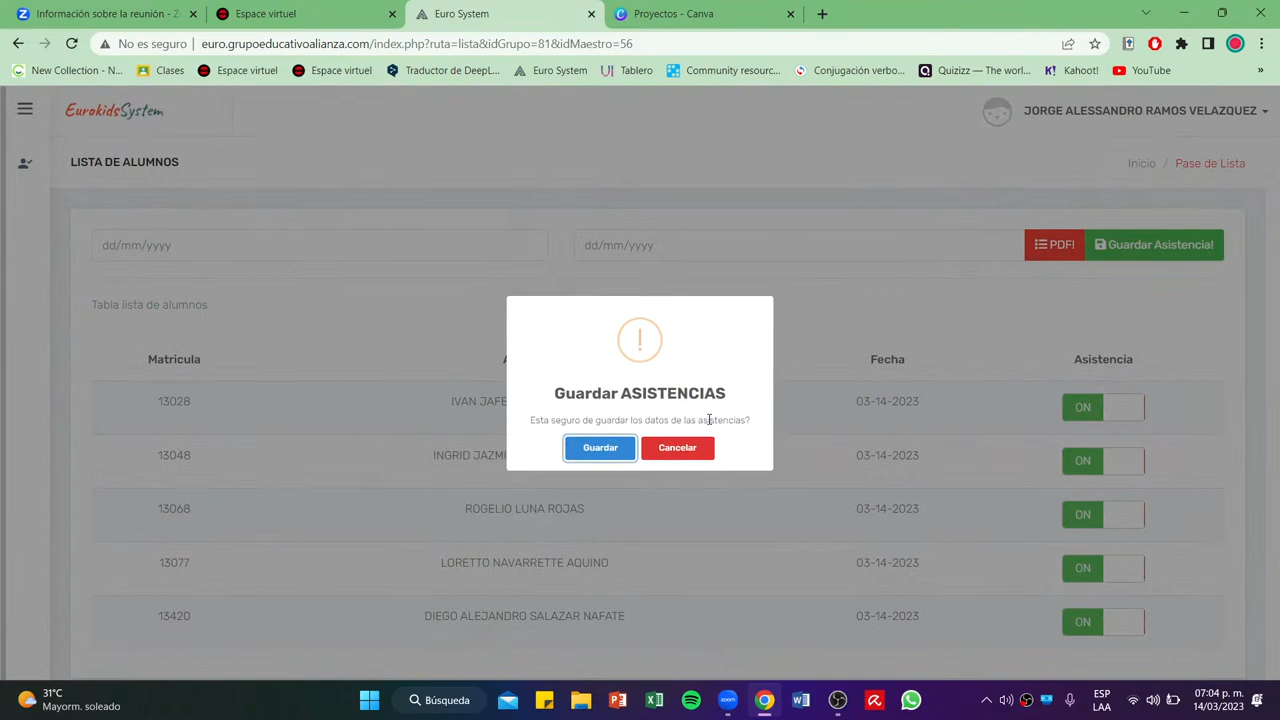 Información sobre la reunión - Z
Espace virtuel
Euro System
Proyectos - Canva
No es seguro
euro.grupoeducativoalianza.com/index.php?ruta=lista&idGrupo=81&idMaestro=56
New Collection - N...
Clases
Espace virtuel
Espace virtuel
Traductor de DeepL...
Euro System
Tablero
Community resourc...
Conjugación verbo...
Quizizz — The worl...
Kahoot!
YouTube
EurokidsSystem
JORGE ALESSANDRO RAMOS VELAZQUEZ
LISTA DE ALUMNOS
Inicio / Pase de Lista
dd/mm/yyyy
dd/mm/yyyy
PDF!
Guardar Asistencia!
Tabla lista de alumnos
Matricula
Fecha
Asistencia
13028
IVAN
03-14-2023
ON
13048
INGRID
03-14-2023
ON
13068
ROGELIO LUNA ROJAS
03-14-2023
ON
13077
LORETTO NAVARRETTE AQUINO
03-14-2023
ON
13420
DIEGO ALEJANDRO SALAZAR NAFATE
03-14-2023
ON
!
Guardar ASISTENCIAS
Esta seguro de guardar los datos de las asistencias?
Guardar
Cancelar
31°C
Mayorm. soleado
Búsqueda
ESP
LAA
07:04 p. m.
14/03/2023